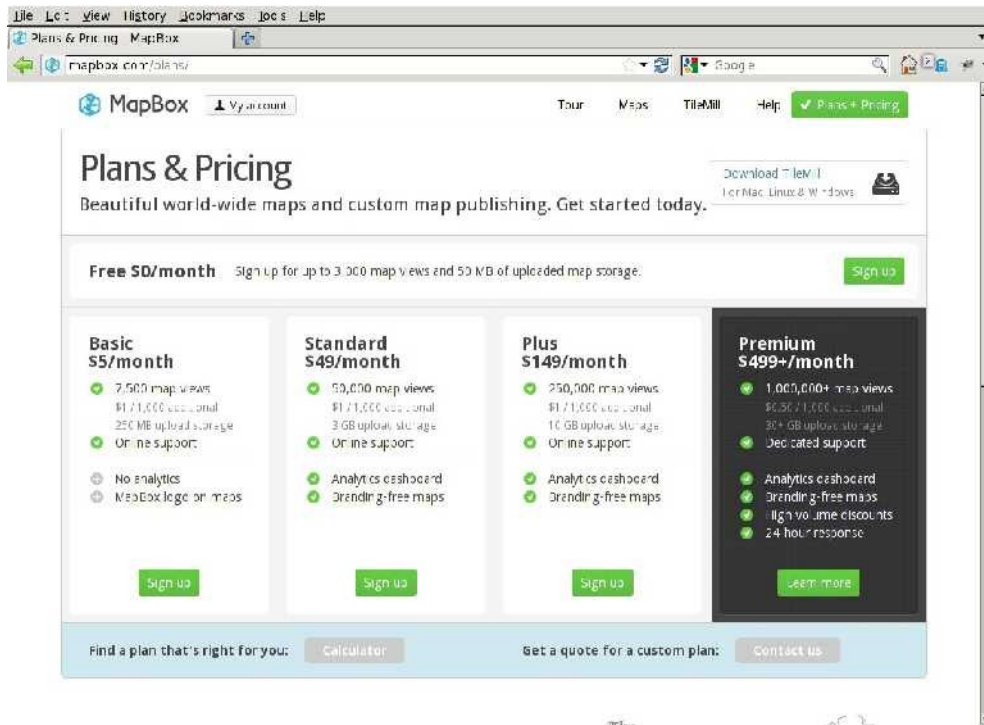 File Edit View History Bookmarks Tools Help
Plans & Pricing MapBox
mapbox.com/plans/
Google
MapBox
My account
Tour Maps TileMill Help Plans + Pricing
Plans & Pricing
Beautiful world-wide maps and custom map publishing. Get started today.
Download TileMill
For Mac, Linux & Windows
Free $0/month Sign up for up to 3,000 map views and 50 MB of uploaded map storage.
Sign up
Basic
$5/month
7,500 map views
$1 / 1,000 additional
250 MB upload storage
Online support
No analytics
MapBox logo on maps
Sign up
Standard
$49/month
50,000 map views
$1 / 1,000 additional
3 GB upload storage
Online support
Analytics dashboard
Branding-free maps
Sign up
Plus
$149/month
250,000 map views
$1 / 1,000 additional
10 GB upload storage
Online support
Analytics dashboard
Branding-free maps
Sign up
Premium
$499+/month
1,000,000+ map views
$0.50 / 1,000 additional
30+ GB upload storage
Dedicated support
Analytics dashboard
Branding-free maps
High volume discounts
24-hour response
Learn more
Find a plan that's right for you: Calculator
Get a quote for a custom plan: Contact us